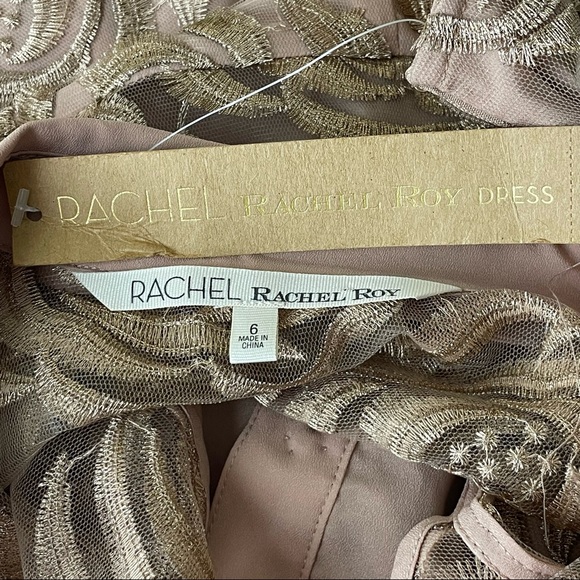 RACHEL RACHEL ROY DRESS
RACHEL RACHEL ROY
6
MADE IN
CHINA